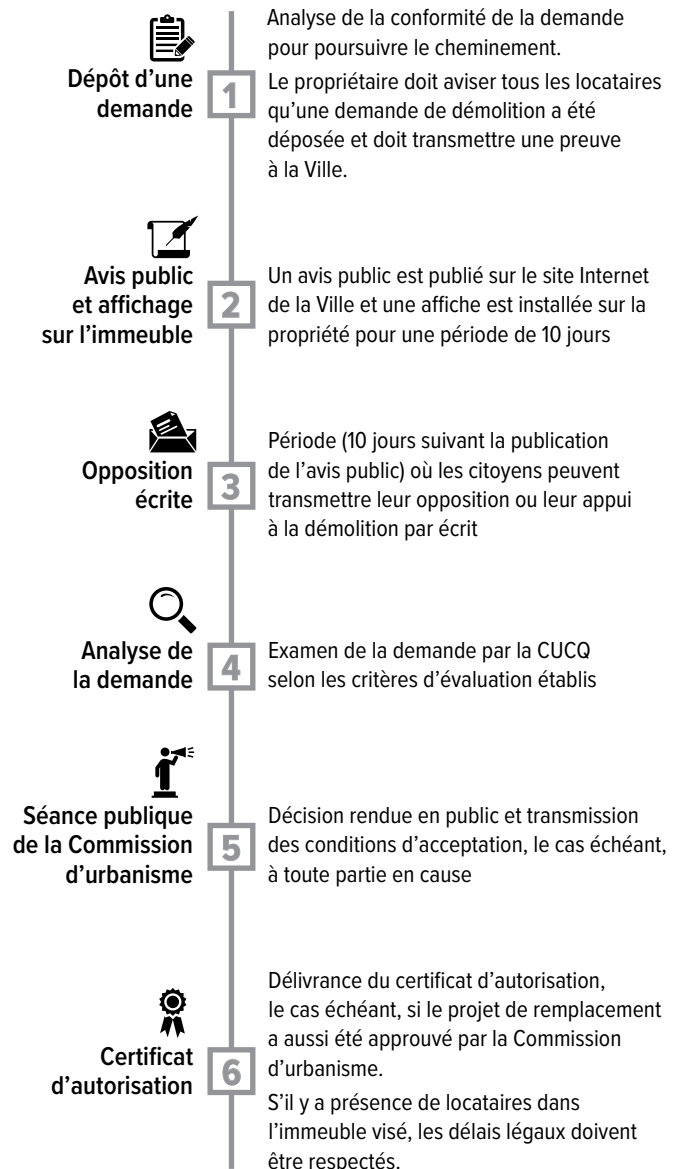 Dépôt d’une
demande
1
Analyse de la conformité de la demande
pour poursuivre le cheminement.
Le propriétaire doit aviser tous les locataires
qu’une demande de démolition a été
déposée et doit transmettre une preuve
à la Ville.
Avis public
et affichage
sur l’immeuble
2
Un avis public est publié sur le site Internet
de la Ville et une affiche est installée sur la
propriété pour une période de 10 jours
Opposition
écrite
3
Période (10 jours suivant la publication
de l’avis public) où les citoyens peuvent
transmettre leur opposition ou leur appui
à la démolition par écrit
Analyse de
la demande
4
Examen de la demande par la CUCQ
selon les critères d’évaluation établis
Séance publique
de la Commission
d’urbanisme
5
Décision rendue en public et transmission
des conditions d’acceptation, le cas échéant,
à toute partie en cause
Certificat
d’autorisation
6
Délivrance du certificat d’autorisation,
le cas échéant, si le projet de remplacement
a aussi été approuvé par la Commission
d’urbanisme.
S’il y a présence de locataires dans
l’immeuble visé, les délais légaux doivent
être respectés.